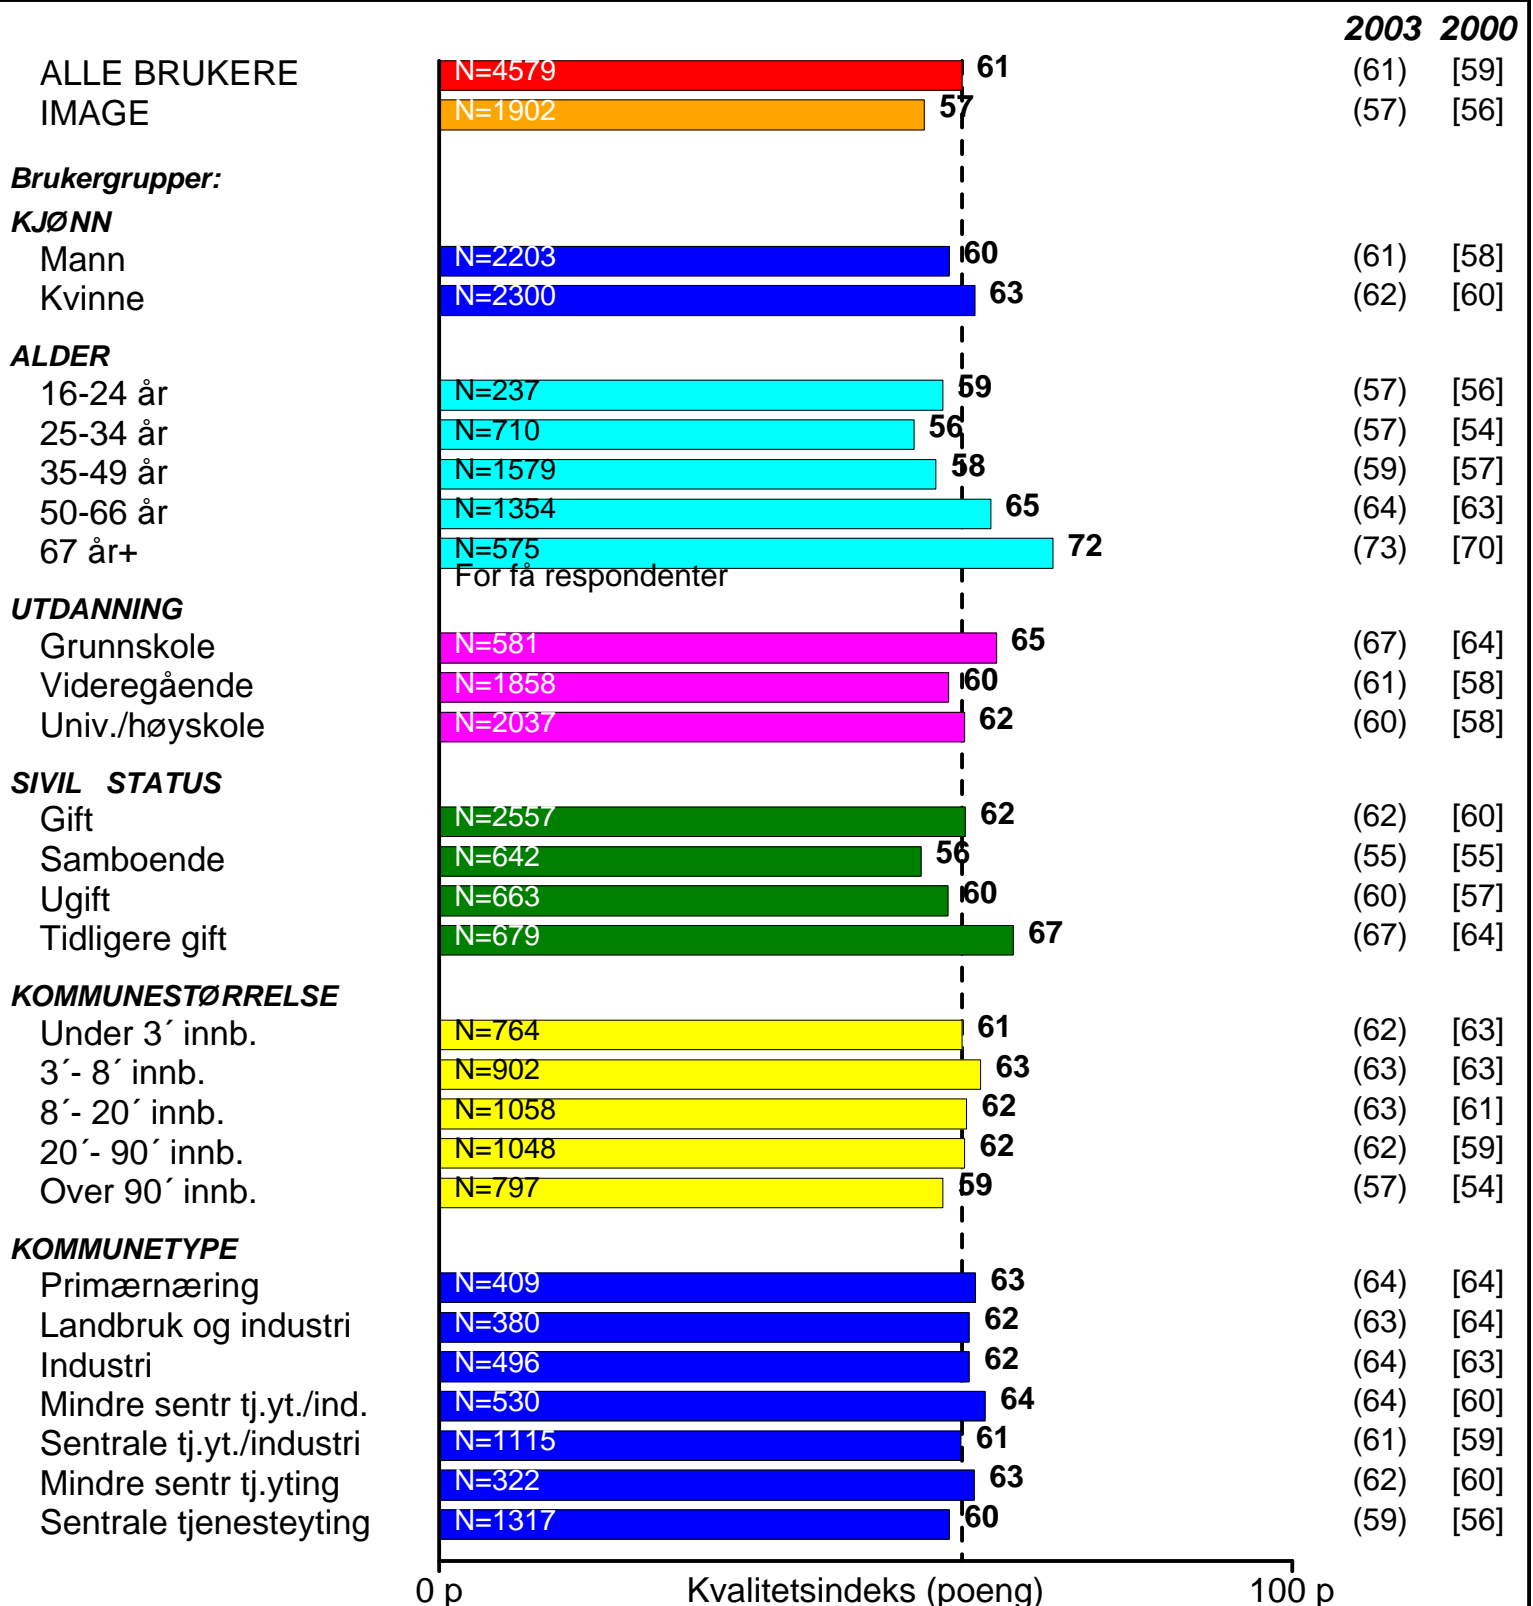 2003 2000
ALLE BRUKERE N=4579 61 (61) [59]
IMAGE N=1902 57 (57) [56]
Brukergrupper:
KJØNN
Mann N=2203 60 (61) [58]
Kvinne N=2300 63 (62) [60]
ALDER
16-24 år N=237 59 (57) [56]
25-34 år N=710 56 (57) [54]
35-49 år N=1579 58 (59) [57]
50-66 år N=1354 65 (64) [63]
67 år+ N=575 72 (73) [70]
For få respondenter
UTDANNING
Grunnskole N=581 65 (67) [64]
Videregående N=1858 60 (61) [58]
Univ./høyskole N=2037 62 (60) [58]
SIVIL STATUS
Gift N=2557 62 (62) [60]
Samboende N=642 56 (55) [55]
Ugift N=663 60 (60) [57]
Tidligere gift N=679 67 (67) [64]
KOMMUNESTØRRELSE
Under 3´ innb. N=764 61 (62) [63]
3´- 8´ innb. N=902 63 (63) [63]
8´- 20´ innb. N=1058 62 (63) [61]
20´- 90´ innb. N=1048 62 (62) [59]
Over 90´ innb. N=797 59 (57) [54]
KOMMUNETYPE
Primærnæring N=409 63 (64) [64]
Landbruk og industri N=380 62 (63) [64]
Industri N=496 62 (64) [63]
Mindre sentr tj.yt./ind. N=530 64 (64) [60]
Sentrale tj.yt./industri N=1115 61 (61) [59]
Mindre sentr tj.yting N=322 63 (62) [60]
Sentrale tjenesteyting N=1317 60 (59) [56]
0 p Kvalitetsindeks (poeng) 100 p